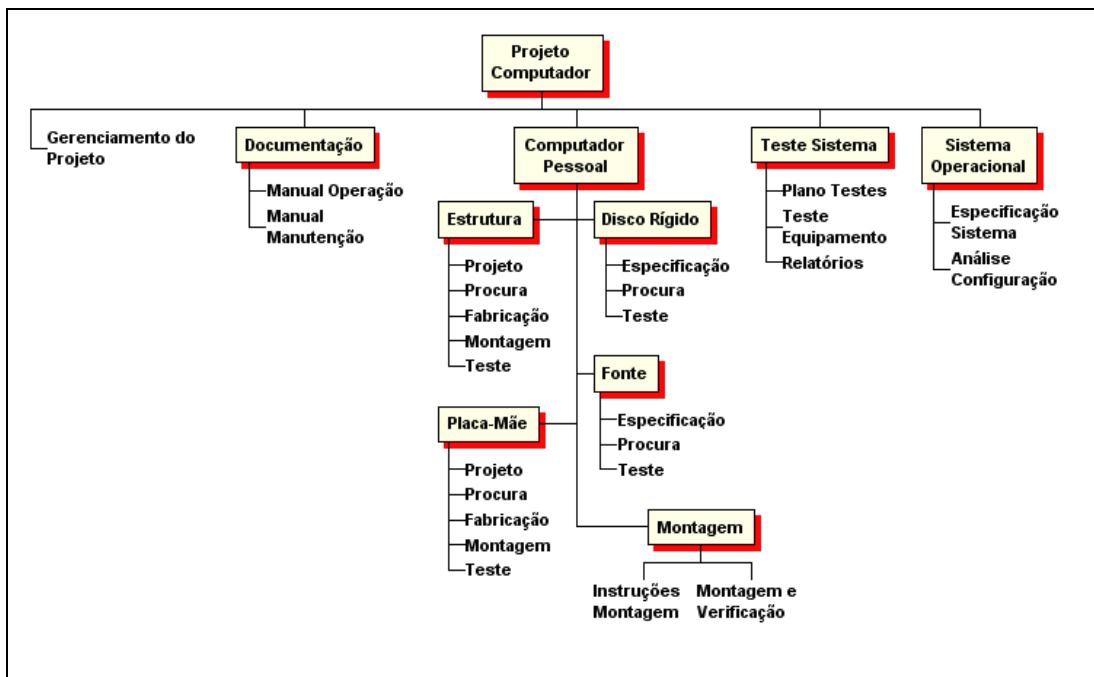 Projeto
Computador
Gerenciamento do
Projeto
Documentação
Manual Operação
Manual
Manutenção
Computador
Pessoal
Estrutura
Projeto
Procura
Fabricação
Montagem
Teste
Disco Rígido
Especificação
Procura
Teste
Fonte
Especificação
Procura
Teste
Placa-Mãe
Projeto
Procura
Fabricação
Montagem
Teste
Montagem
Instruções
Montagem
Montagem e
Verificação
Teste Sistema
Plano Testes
Teste
Equipamento
Relatórios
Sistema
Operacional
Especificação
Sistema
Análise
Configuração